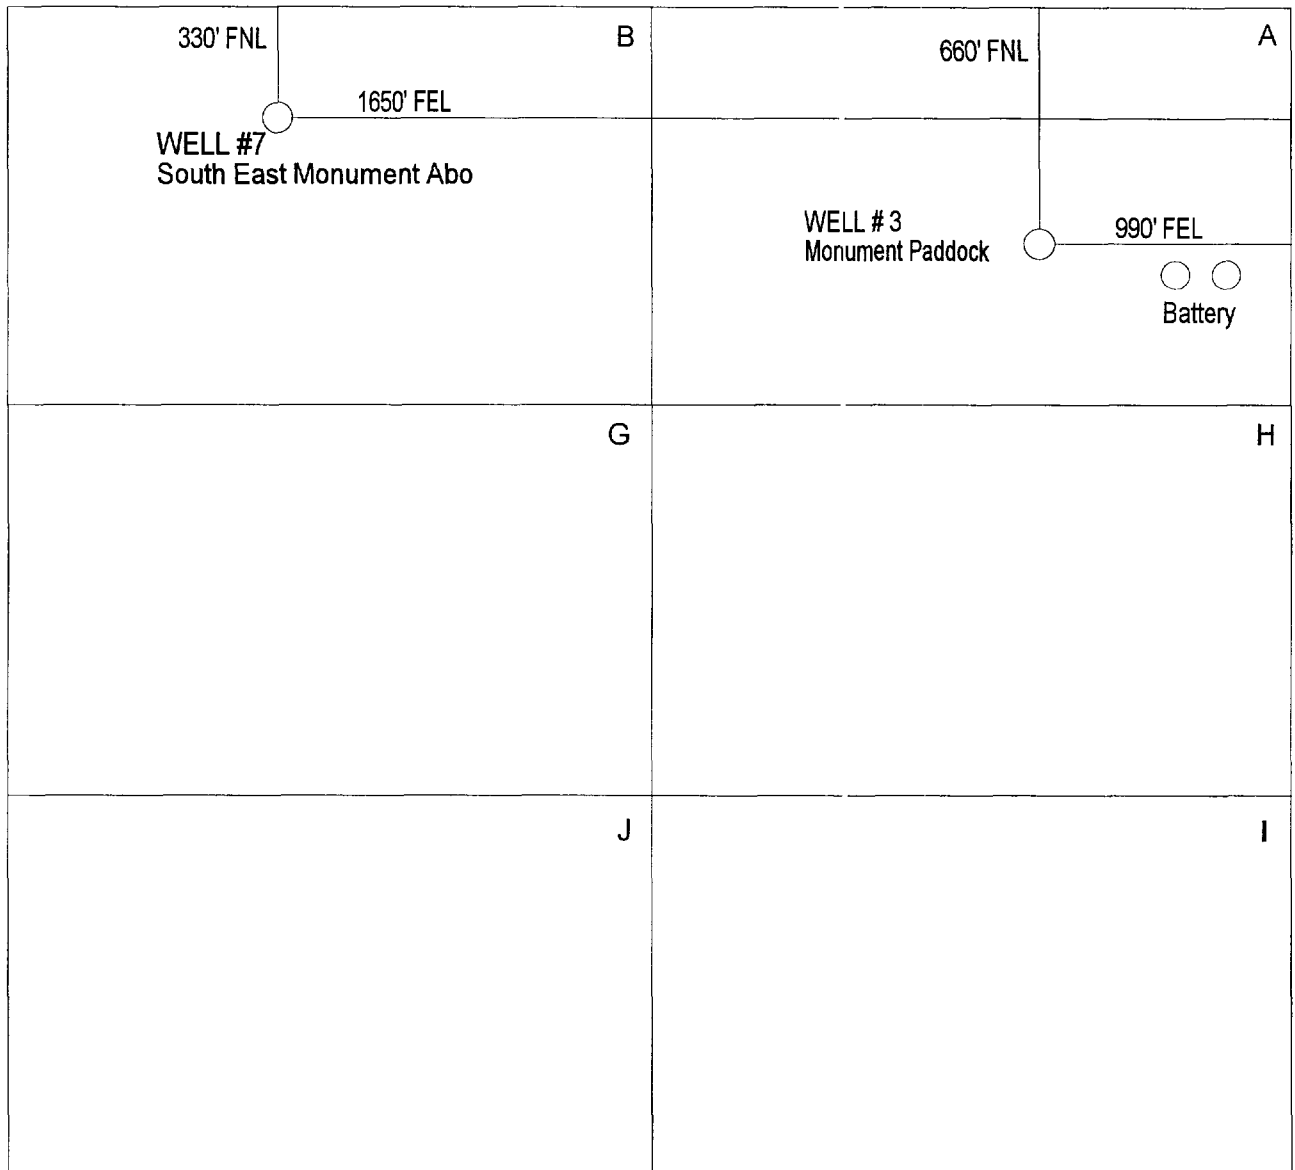 330' FNL
B
660' FNL
A
1650' FEL
WELL #7
South East Monument Abo
WELL # 3
Monument Paddock
990' FEL
Battery
G
H
J
I